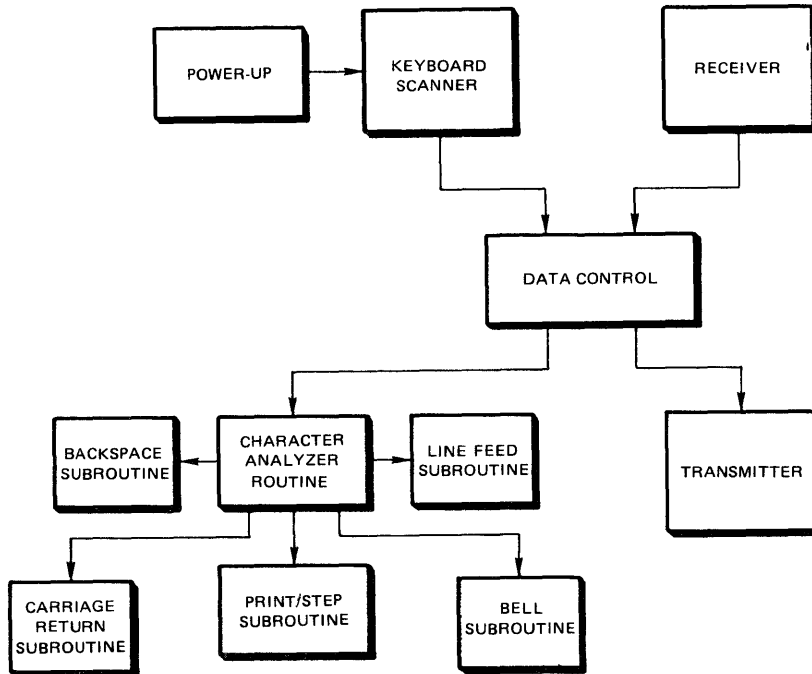 POWER-UP
KEYBOARD
SCANNER
RECEIVER
DATA CONTROL
BACKSPACE
SUBROUTINE
CHARACTER
ANALYZER
ROUTINE
LINE FEED
SUBROUTINE
TRANSMITTER
CARRIAGE
RETURN
SUBROUTINE
PRINT/STEP
SUBROUTINE
BELL
SUBROUTINE